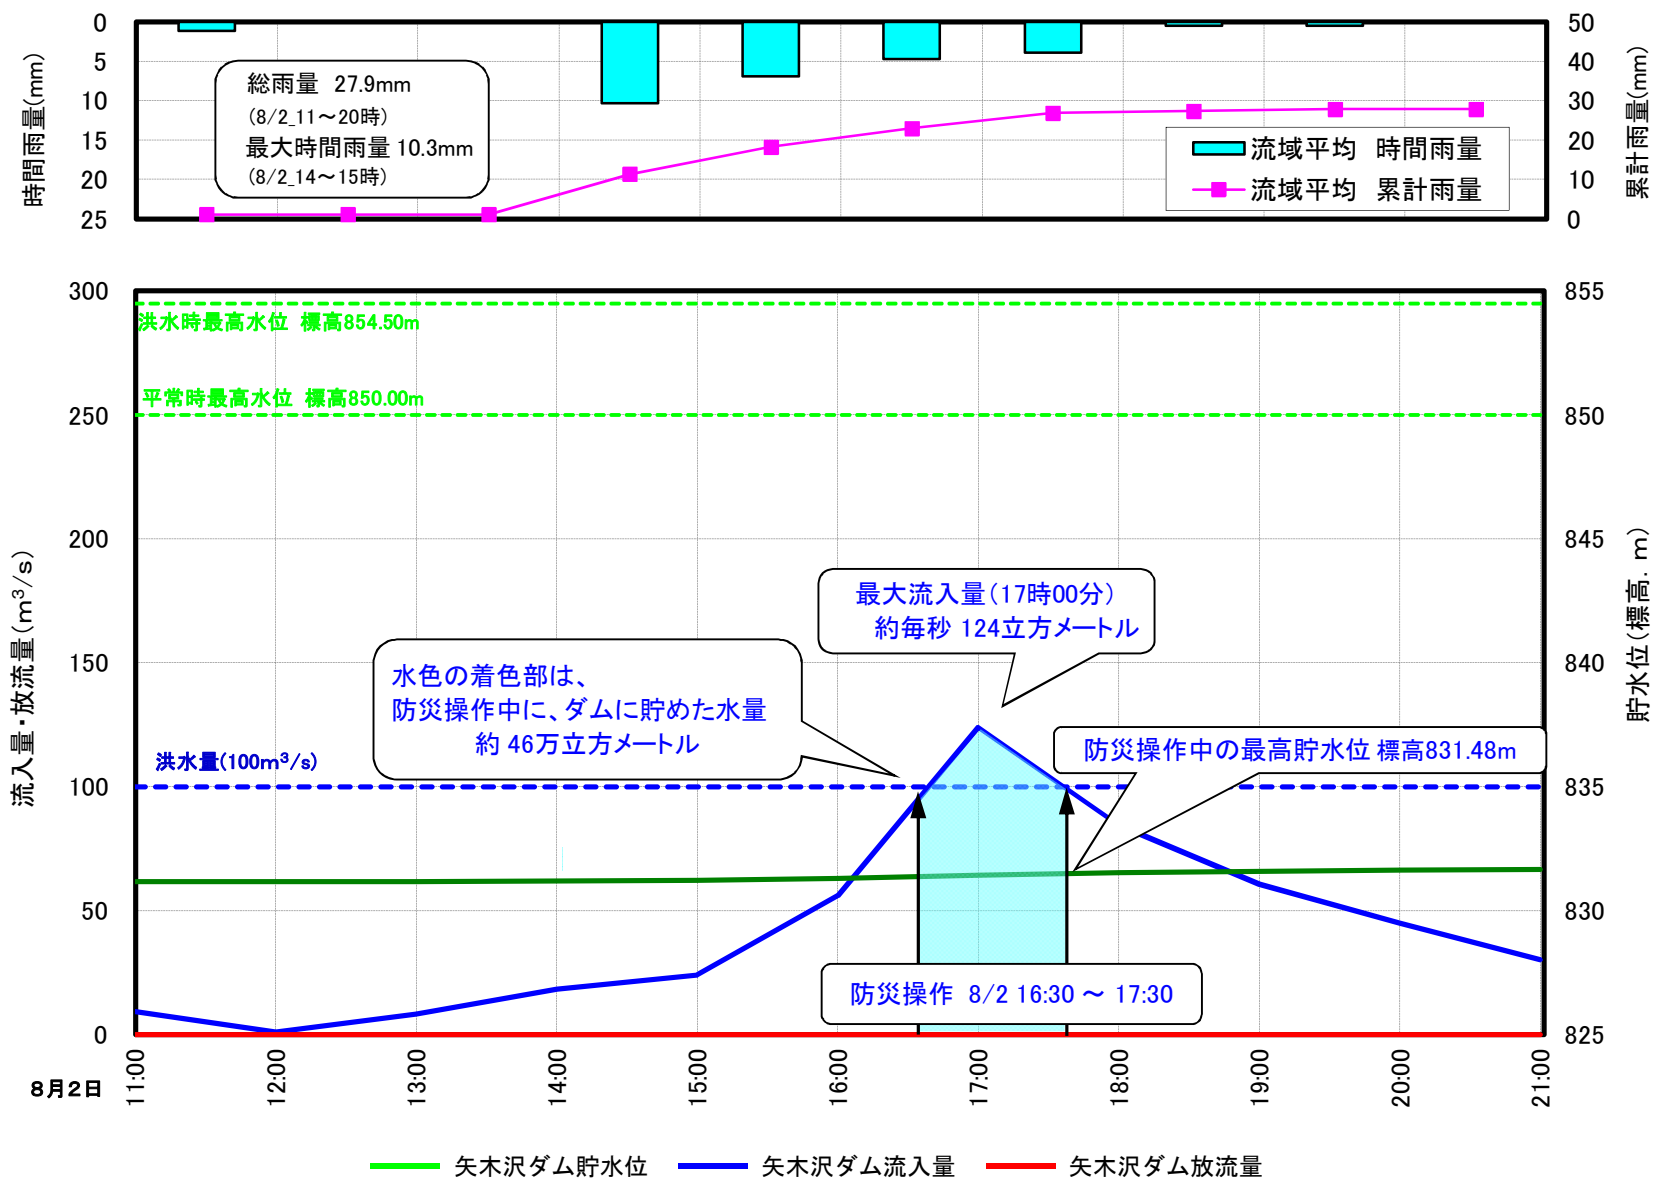 時間雨量(mm)
0
5
10
15
20
25
総雨量 27.9mm
(8/2_11～20時)
最大時間雨量 10.3mm
(8/2_14～15時)
流域平均 時間雨量
流域平均 累計雨量
50
40
30
20
10
0
累計雨量(mm)
流入量・放流量(m³/s)
300
250
200
150
100
50
0
洪水時最高水位 標高854.50m
平常時最高水位 標高850.00m
最大流入量(17時00分)
約毎秒 124立方メートル
水色の着色部は、
防災操作中に、ダムに貯めた水量
約 46万立方メートル
防災操作中の最高貯水位 標高831.48m
洪水量(100m³/s)
防災操作 8/2 16:30 ～ 17:30
855
850
845
840
835
830
825
貯水位(標高.m)
11:00
12:00
13:00
14:00
15:00
16:00
17:00
18:00
19:00
20:00
21:00
8月2日
矢木沢ダム貯水位
矢木沢ダム流入量
矢木沢ダム放流量